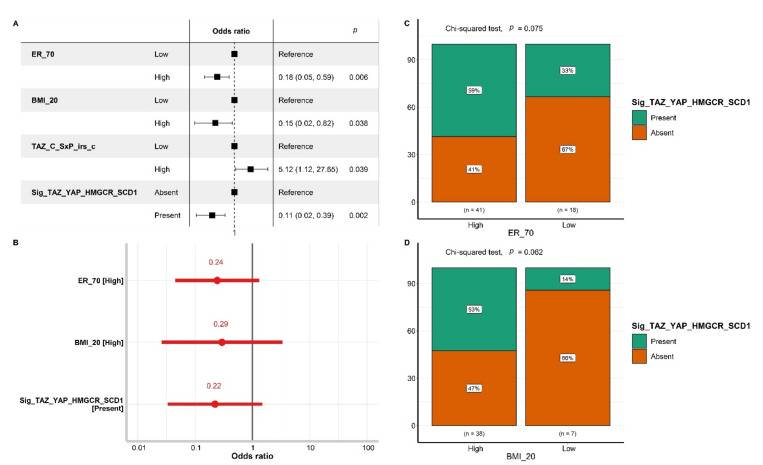 A
Odds ratio
p
ER_70 Low Reference
High 0.18 (0.05, 0.59) 0.006
BMI_20 Low Reference
High 0.15 (0.02, 0.82) 0.038
TAZ_C_SxP_irs_c Low Reference
High 5.12 (1.12, 27.65) 0.039
Sig_TAZ_YAP_HMGCR_SCD1 Absent Reference
Present 0.11 (0.02, 0.39) 0.002
B
0.24
ER_70 [High]
0.29
BMI_20 [High]
0.22
Sig_TAZ_YAP_HMGCR_SCD1
[Present]
0.01 0.1 1 10 100
Odds ratio
C
Chi-squared test, p = 0.075
90
60
30
0
59%
41%
33%
67%
(n = 41) (n = 18)
High Low
ER_70
Sig_TAZ_YAP_HMGCR_SCD1
Present
Absent
D
Chi-squared test, p = 0.062
90
60
30
0
53%
47%
14%
86%
(n = 38) (n = 7)
High Low
BMI_20
Sig_TAZ_YAP_HMGCR_SCD1
Present
Absent